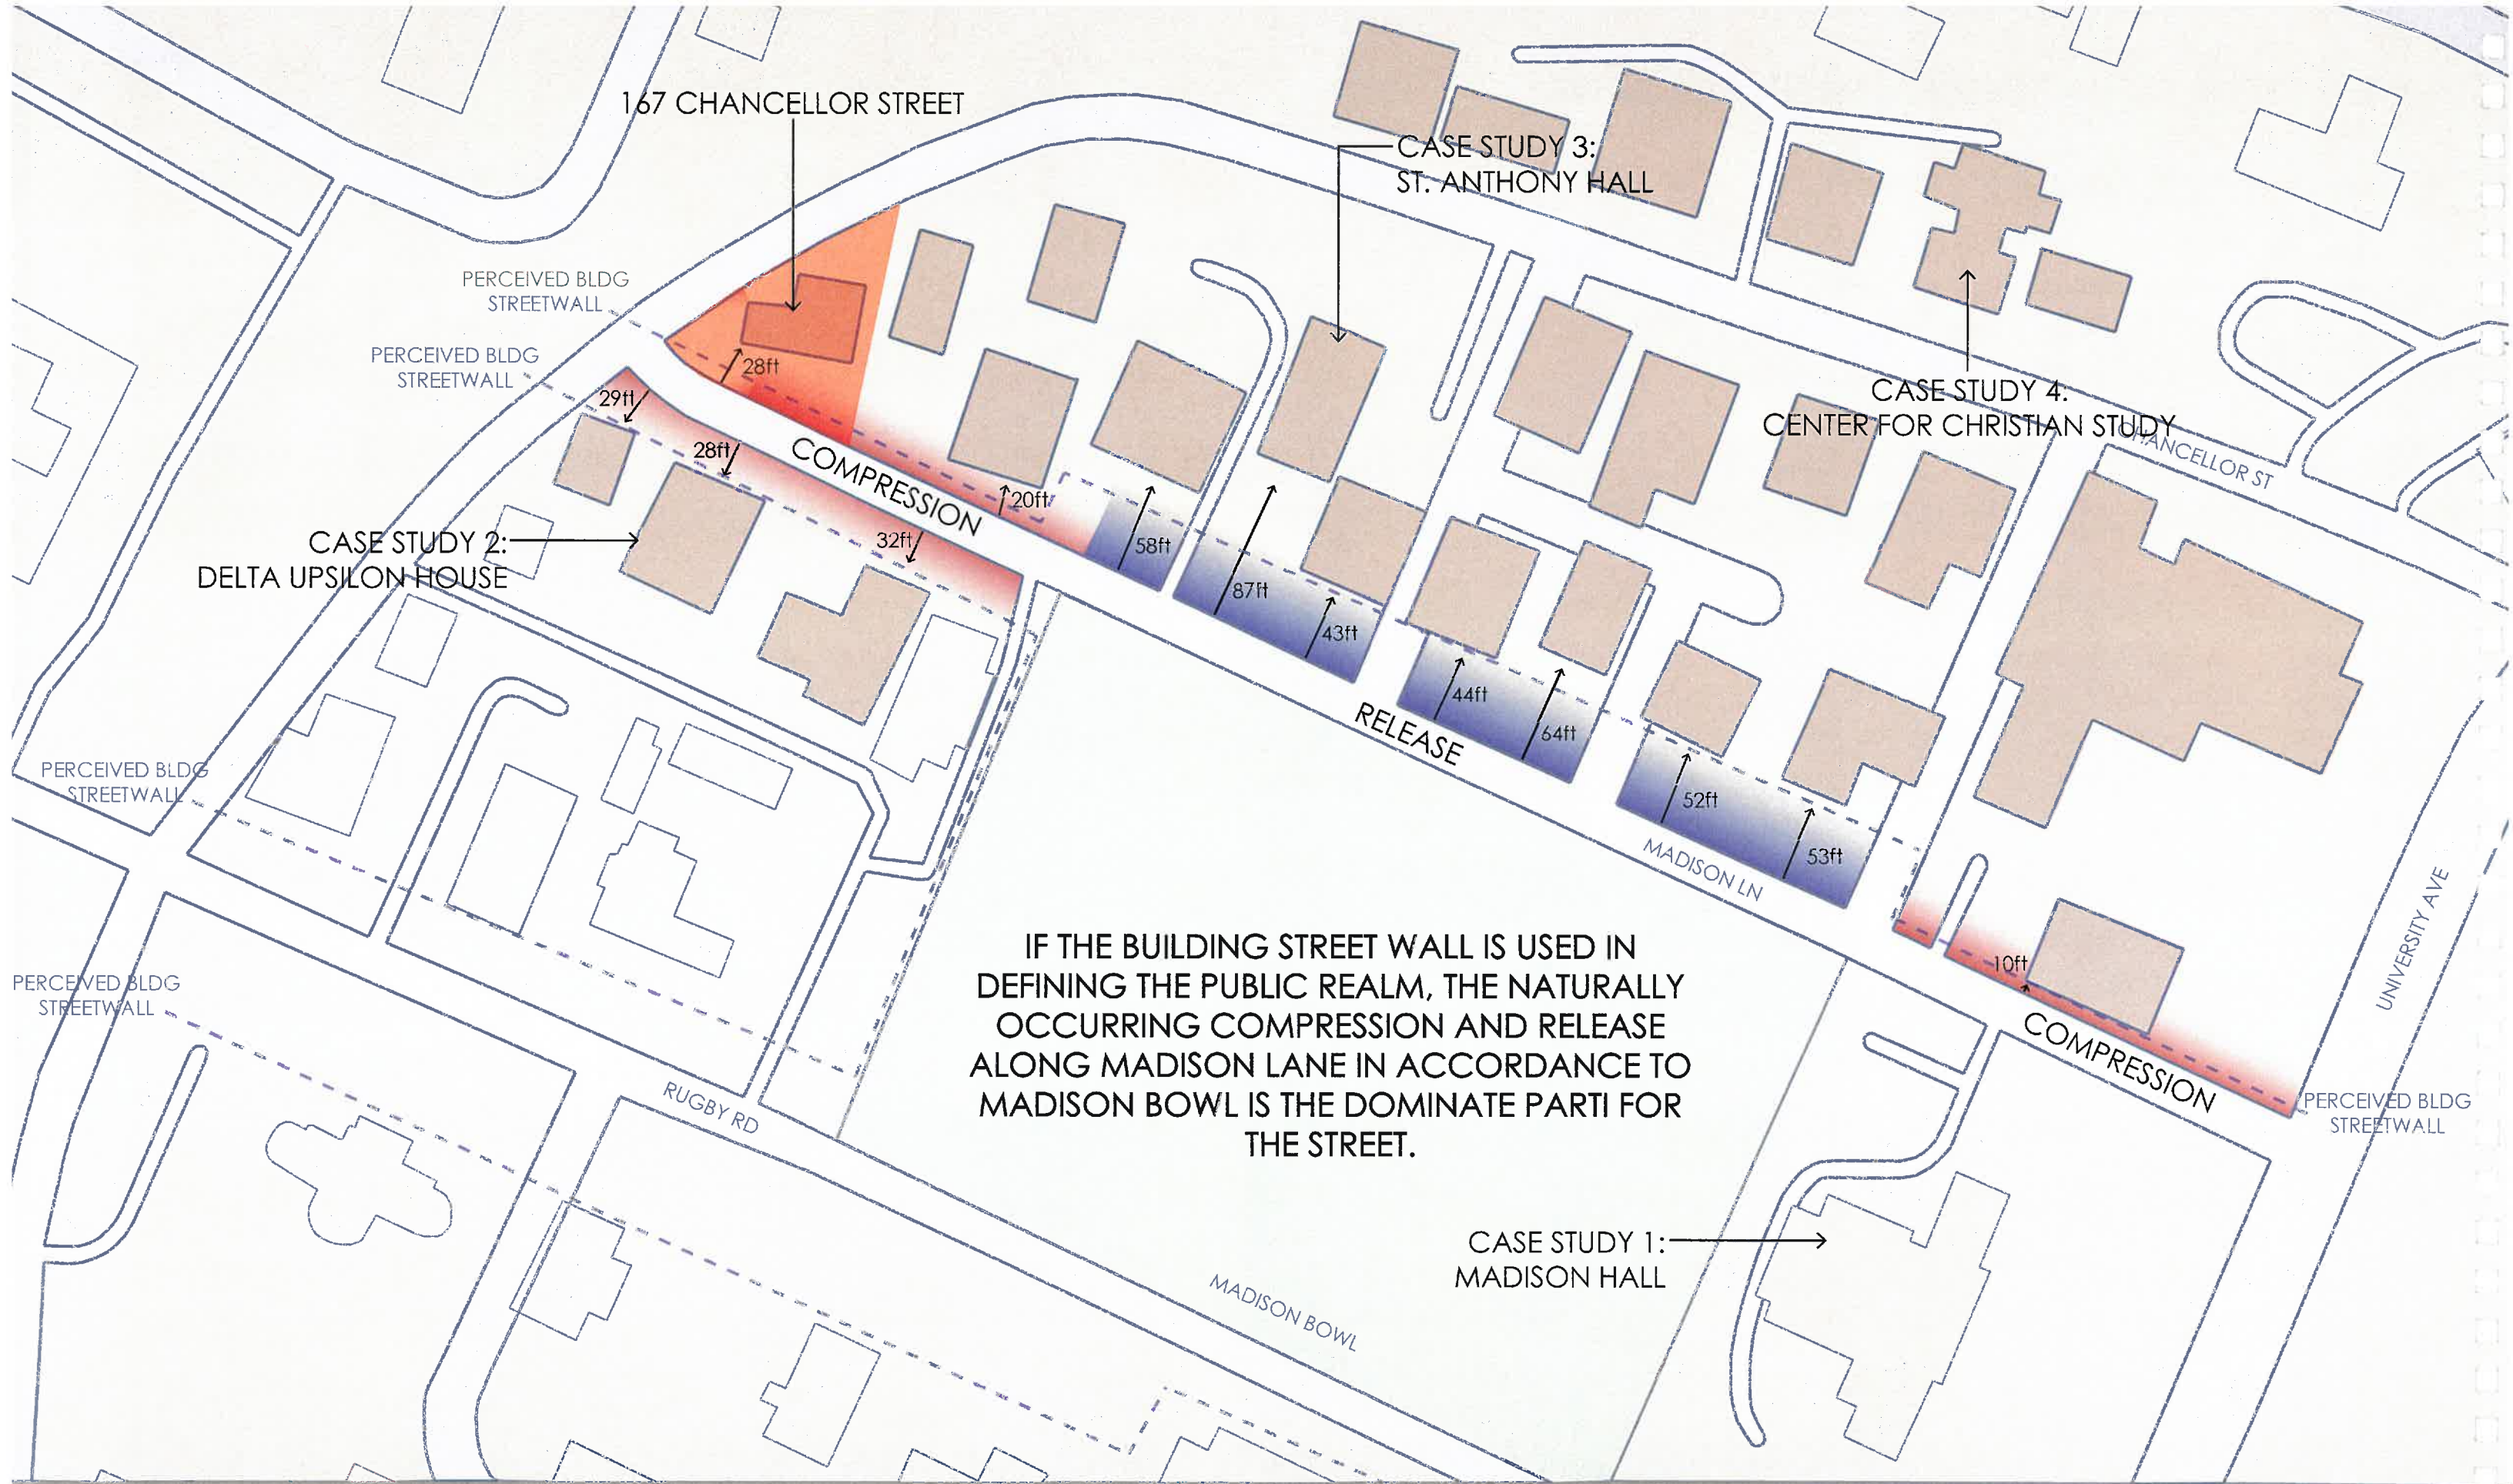 167 CHANCELLOR STREET
CASE STUDY 3:
ST. ANTHONY HALL
PERCEIVED BLDG
STREETWALL
PERCEIVED BLDG
STREETWALL
28ft
29ft
28ft
COMPRESSION
20ft
32ft
58ft
87ft
43ft
44ft
64ft
52ft
53ft
10ft
CASE STUDY 4:
CENTER FOR CHRISTIAN STUDY
CHANCELLOR ST
CASE STUDY 2:
DELTA UPSILON HOUSE
RELEASE
MADISON LN
UNIVERSITY AVE
PERCEIVED BLDG
STREETWALL
PERCEIVED BLDG
STREETWALL
IF THE BUILDING STREET WALL IS USED IN
DEFINING THE PUBLIC REALM, THE NATURALLY
OCCURRING COMPRESSION AND RELEASE
ALONG MADISON LANE IN ACCORDANCE TO
MADISON BOWL IS THE DOMINATE PARTI FOR
THE STREET.
COMPRESSION
PERCEIVED BLDG
STREETWALL
RUGBY RD
CASE STUDY 1:
MADISON HALL
MADISON BOWL